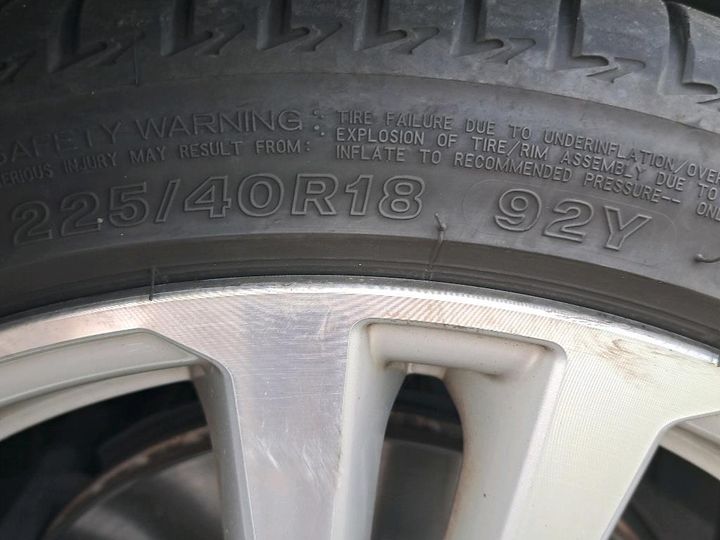 SAFETY WARNING: TIRE FAILURE DUE TO UNDERINFLATION/OVER
EXPLOSION OF TIRE/RIM ASSEMBLY DUE TO
SERIOUS INJURY MAY RESULT FROM: INFLATE TO RECOMMENDED PRESSURE-- ON
225/40R18 92Y